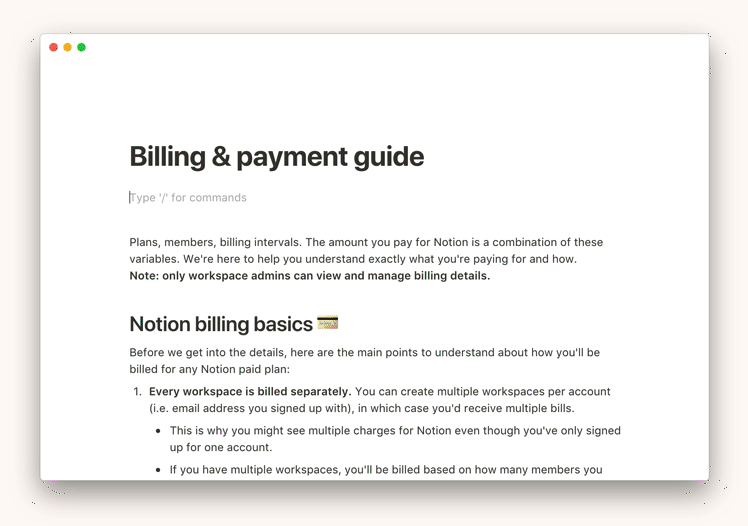 Billing & payment guide
Type '/' for commands
Plans, members, billing intervals. The amount you pay for Notion is a combination of these
variables. We're here to help you understand exactly what you're paying for and how.
Note: only workspace admins can view and manage billing details.
Notion billing basics
Before we get into the details, here are the main points to understand about how you'll be
billed for any Notion paid plan:
1. Every workspace is billed separately. You can create multiple workspaces per account
(i.e. email address you signed up with), in which case you'd receive multiple bills.
• This is why you might see multiple charges for Notion even though you've only signed
up for one account.
• If you have multiple workspaces, you'll be billed based on how many members you